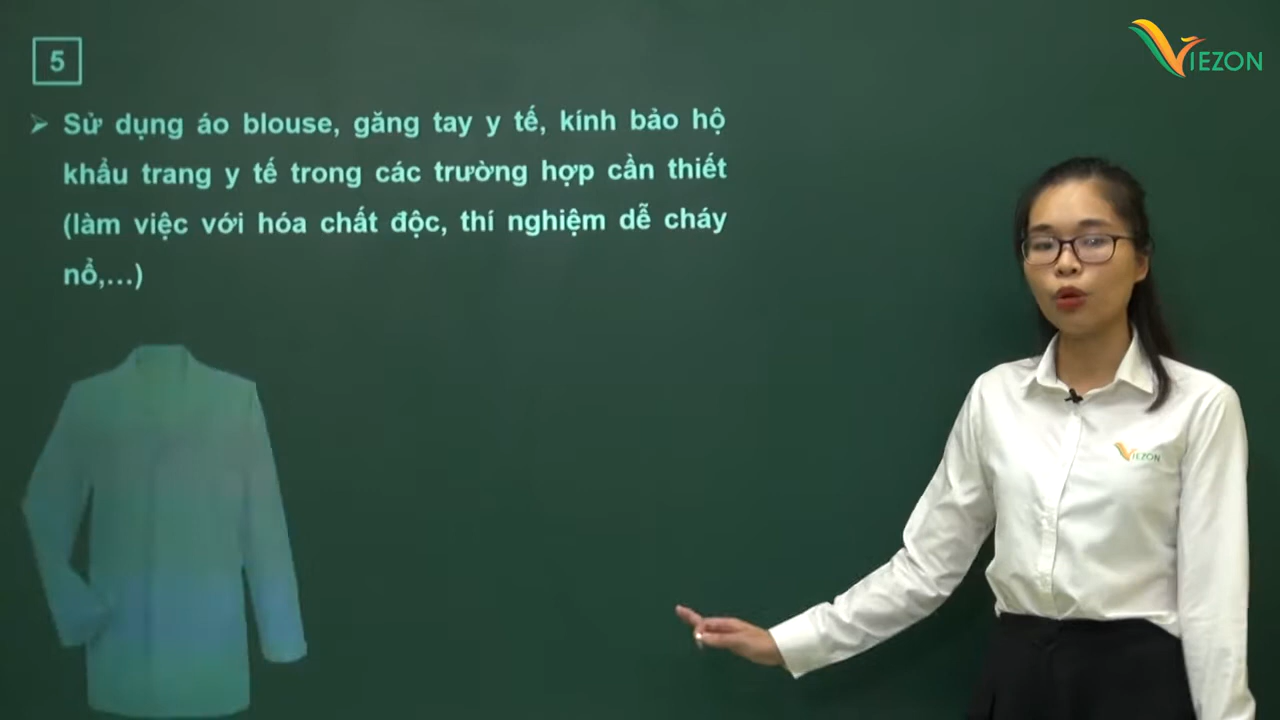 5
VIEZON
➢ Sử dụng áo blouse, găng tay y tế, kính bảo hộ
khẩu trang y tế trong các trường hợp cần thiết
(làm việc với hóa chất độc, thí nghiệm dễ cháy
nổ,...)
VIEZON